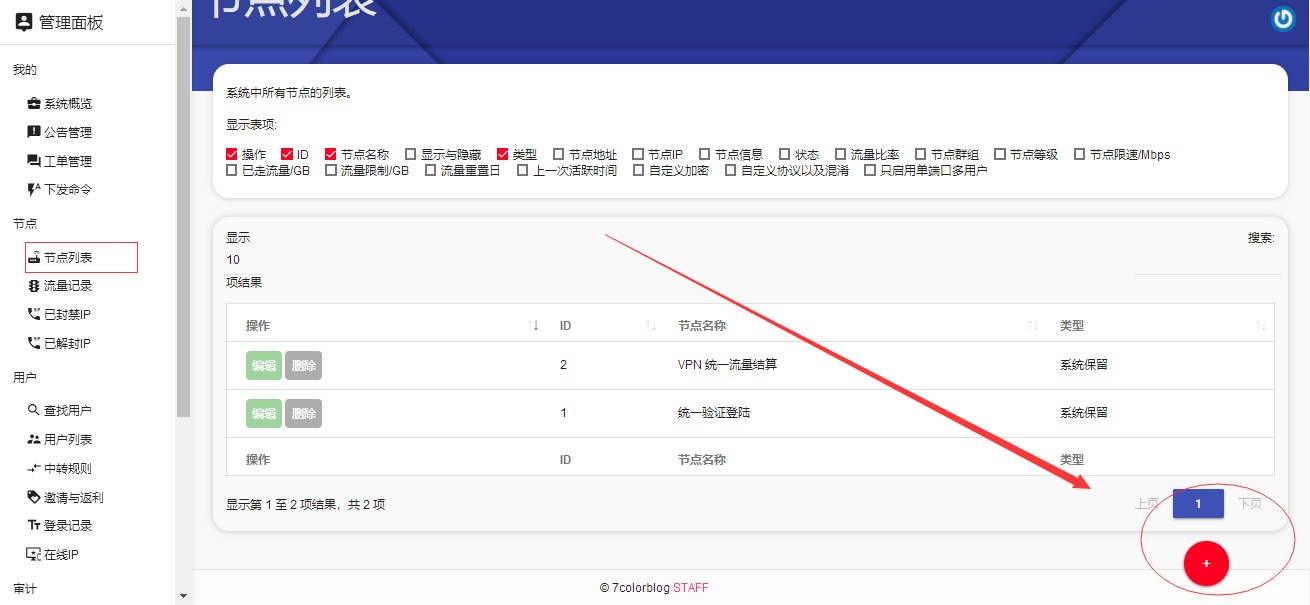 管理面板
节点列表
我的
系统概览
公告管理
工单管理
下发命令
节点
节点列表
流量记录
已封禁IP
已解封IP
用户
查找用户
用户列表
中转规则
邀请与返利
登录记录
在线IP
审计
系统中所有节点的列表。
显示表项:
操作 ID 节点名称 显示与隐藏 类型 节点地址 节点IP 节点信息 状态 流量比率 节点群组 节点等级 节点限速/Mbps
已走流量/GB 流量限制/GB 流量重置日 上一次活跃时间 自定义加密 自定义协议以及混淆 只启用单端口多用户
显示
10
项结果
搜索:
操作 ID 节点名称 类型
编辑 删除 2 VPN 统一流量结算 系统保留
编辑 删除 1 统一验证登陆 系统保留
操作 ID 节点名称 类型
显示第 1 至 2 项结果，共 2 项
上页 1 下页
+
© 7colorblog STAFF